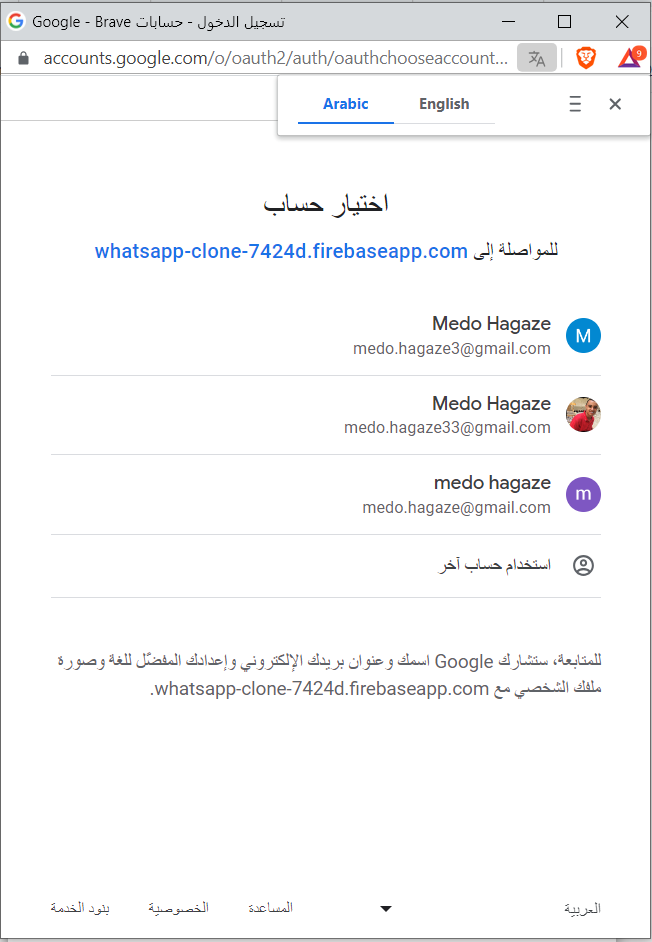 تسجيل الدخول - حسابات Google - Brave
accounts.google.com/o/oauth2/auth/oauthchooseaccount...
9
Arabic English
اختيار حساب
للمواصلة إلى whatsapp-clone-7424d.firebaseapp.com
Medo Hagaze
M
medo.hagaze3@gmail.com
Medo Hagaze
medo.hagaze33@gmail.com
medo hagaze
m
medo.hagaze@gmail.com
استخدام حساب آخر
للمتابعة، ستشارك Google اسمك وعنوان بريدك الإلكتروني وإعدادك المفضّل للغة وصورة
ملفك الشخصي مع whatsapp-clone-7424d.firebaseapp.com.
العربية
المساعدة الخصوصية بنود الخدمة